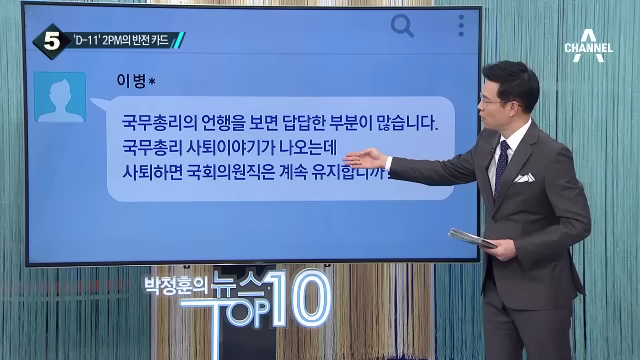 5 'D-11' 2PM의 반전 카드
CHANNEL A
이병*
국무총리의 언행을 보면 답답한 부분이 많습니다.
국무총리 사퇴이야기가 나오는데
사퇴하면 국회의원직은 계속 유지합니까?
박정훈의 뉴스
TOP10